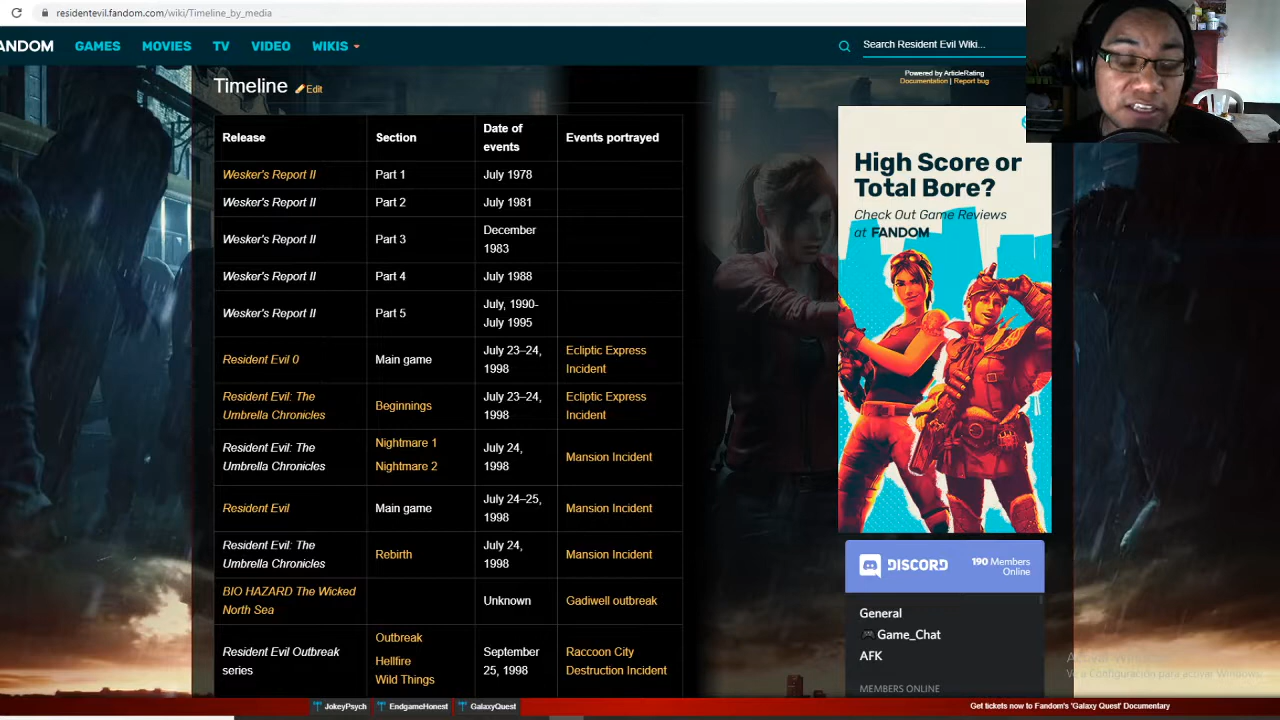 residentevil.fandom.com/wiki/Timeline_by_media
ANDOM GAMES MOVIES TV VIDEO WIKIS
Search Resident Evil Wiki...
Powered by ArticleRating
Documentation | Report bug
Timeline Edit
Release Section Date of events Events portrayed
Wesker's Report II Part 1 July 1978
Wesker's Report II Part 2 July 1981
Wesker's Report II Part 3 December 1983
Wesker's Report II Part 4 July 1988
Wesker's Report II Part 5 July, 1990- July 1995
Resident Evil 0 Main game July 23–24, 1998 Ecliptic Express Incident
Resident Evil: The Umbrella Chronicles Beginnings July 23–24, 1998 Ecliptic Express Incident
Resident Evil: The Umbrella Chronicles Nightmare 1 Nightmare 2 July 24, 1998 Mansion Incident
Resident Evil Main game July 24–25, 1998 Mansion Incident
Resident Evil: The Umbrella Chronicles Rebirth July 24, 1998 Mansion Incident
BIO HAZARD The Wicked North Sea Unknown Gadiwell outbreak
Resident Evil Outbreak series Outbreak Hellfire Wild Things September 25, 1998 Raccoon City Destruction Incident
High Score or
Total Bore?
Check Out Game Reviews
at FANDOM
DISCORD 190 Members
Online
General
Game_Chat
AFK
MEMBERS ONLINE
JokeyPsych EndgameHonest GalaxyQuest
Get tickets now to Fandom's 'Galaxy Quest' Documentary